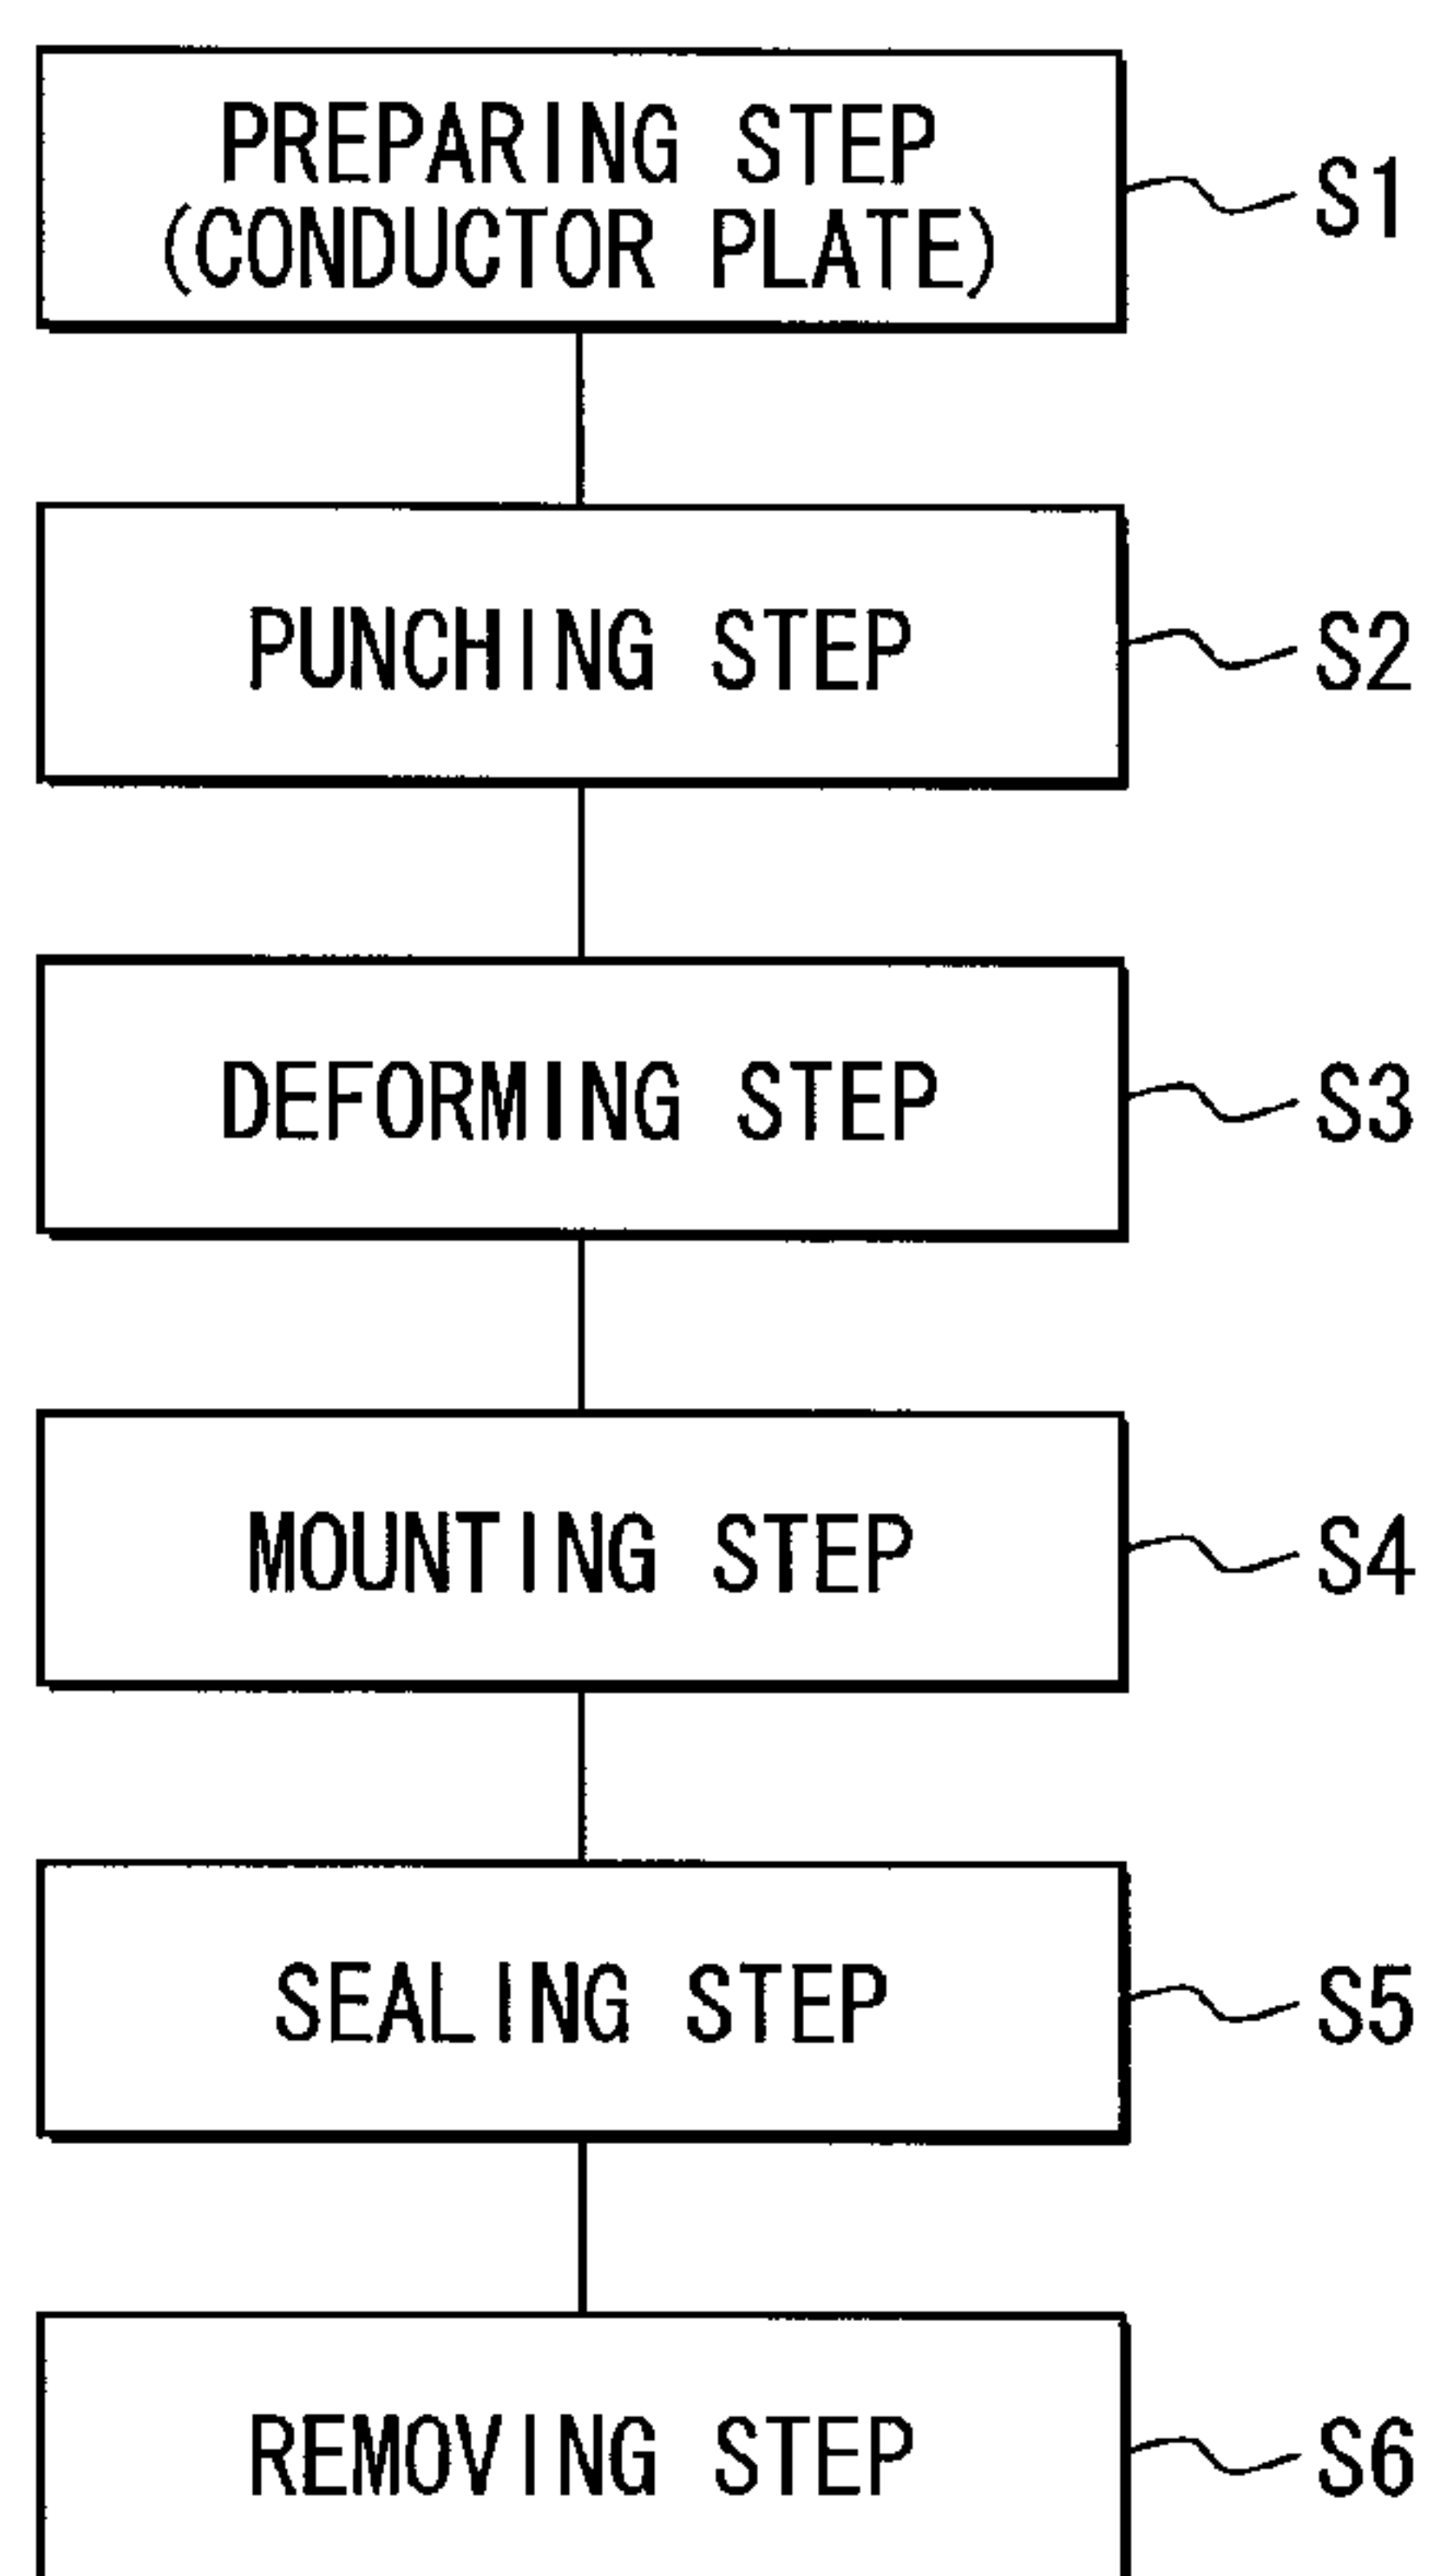 PREPARING STEP
(CONDUCTOR PLATE)
S1
PUNCHING STEP
S2
DEFORMING STEP
S3
MOUNTING STEP
S4
SEALING STEP
S5
REMOVING STEP
S6